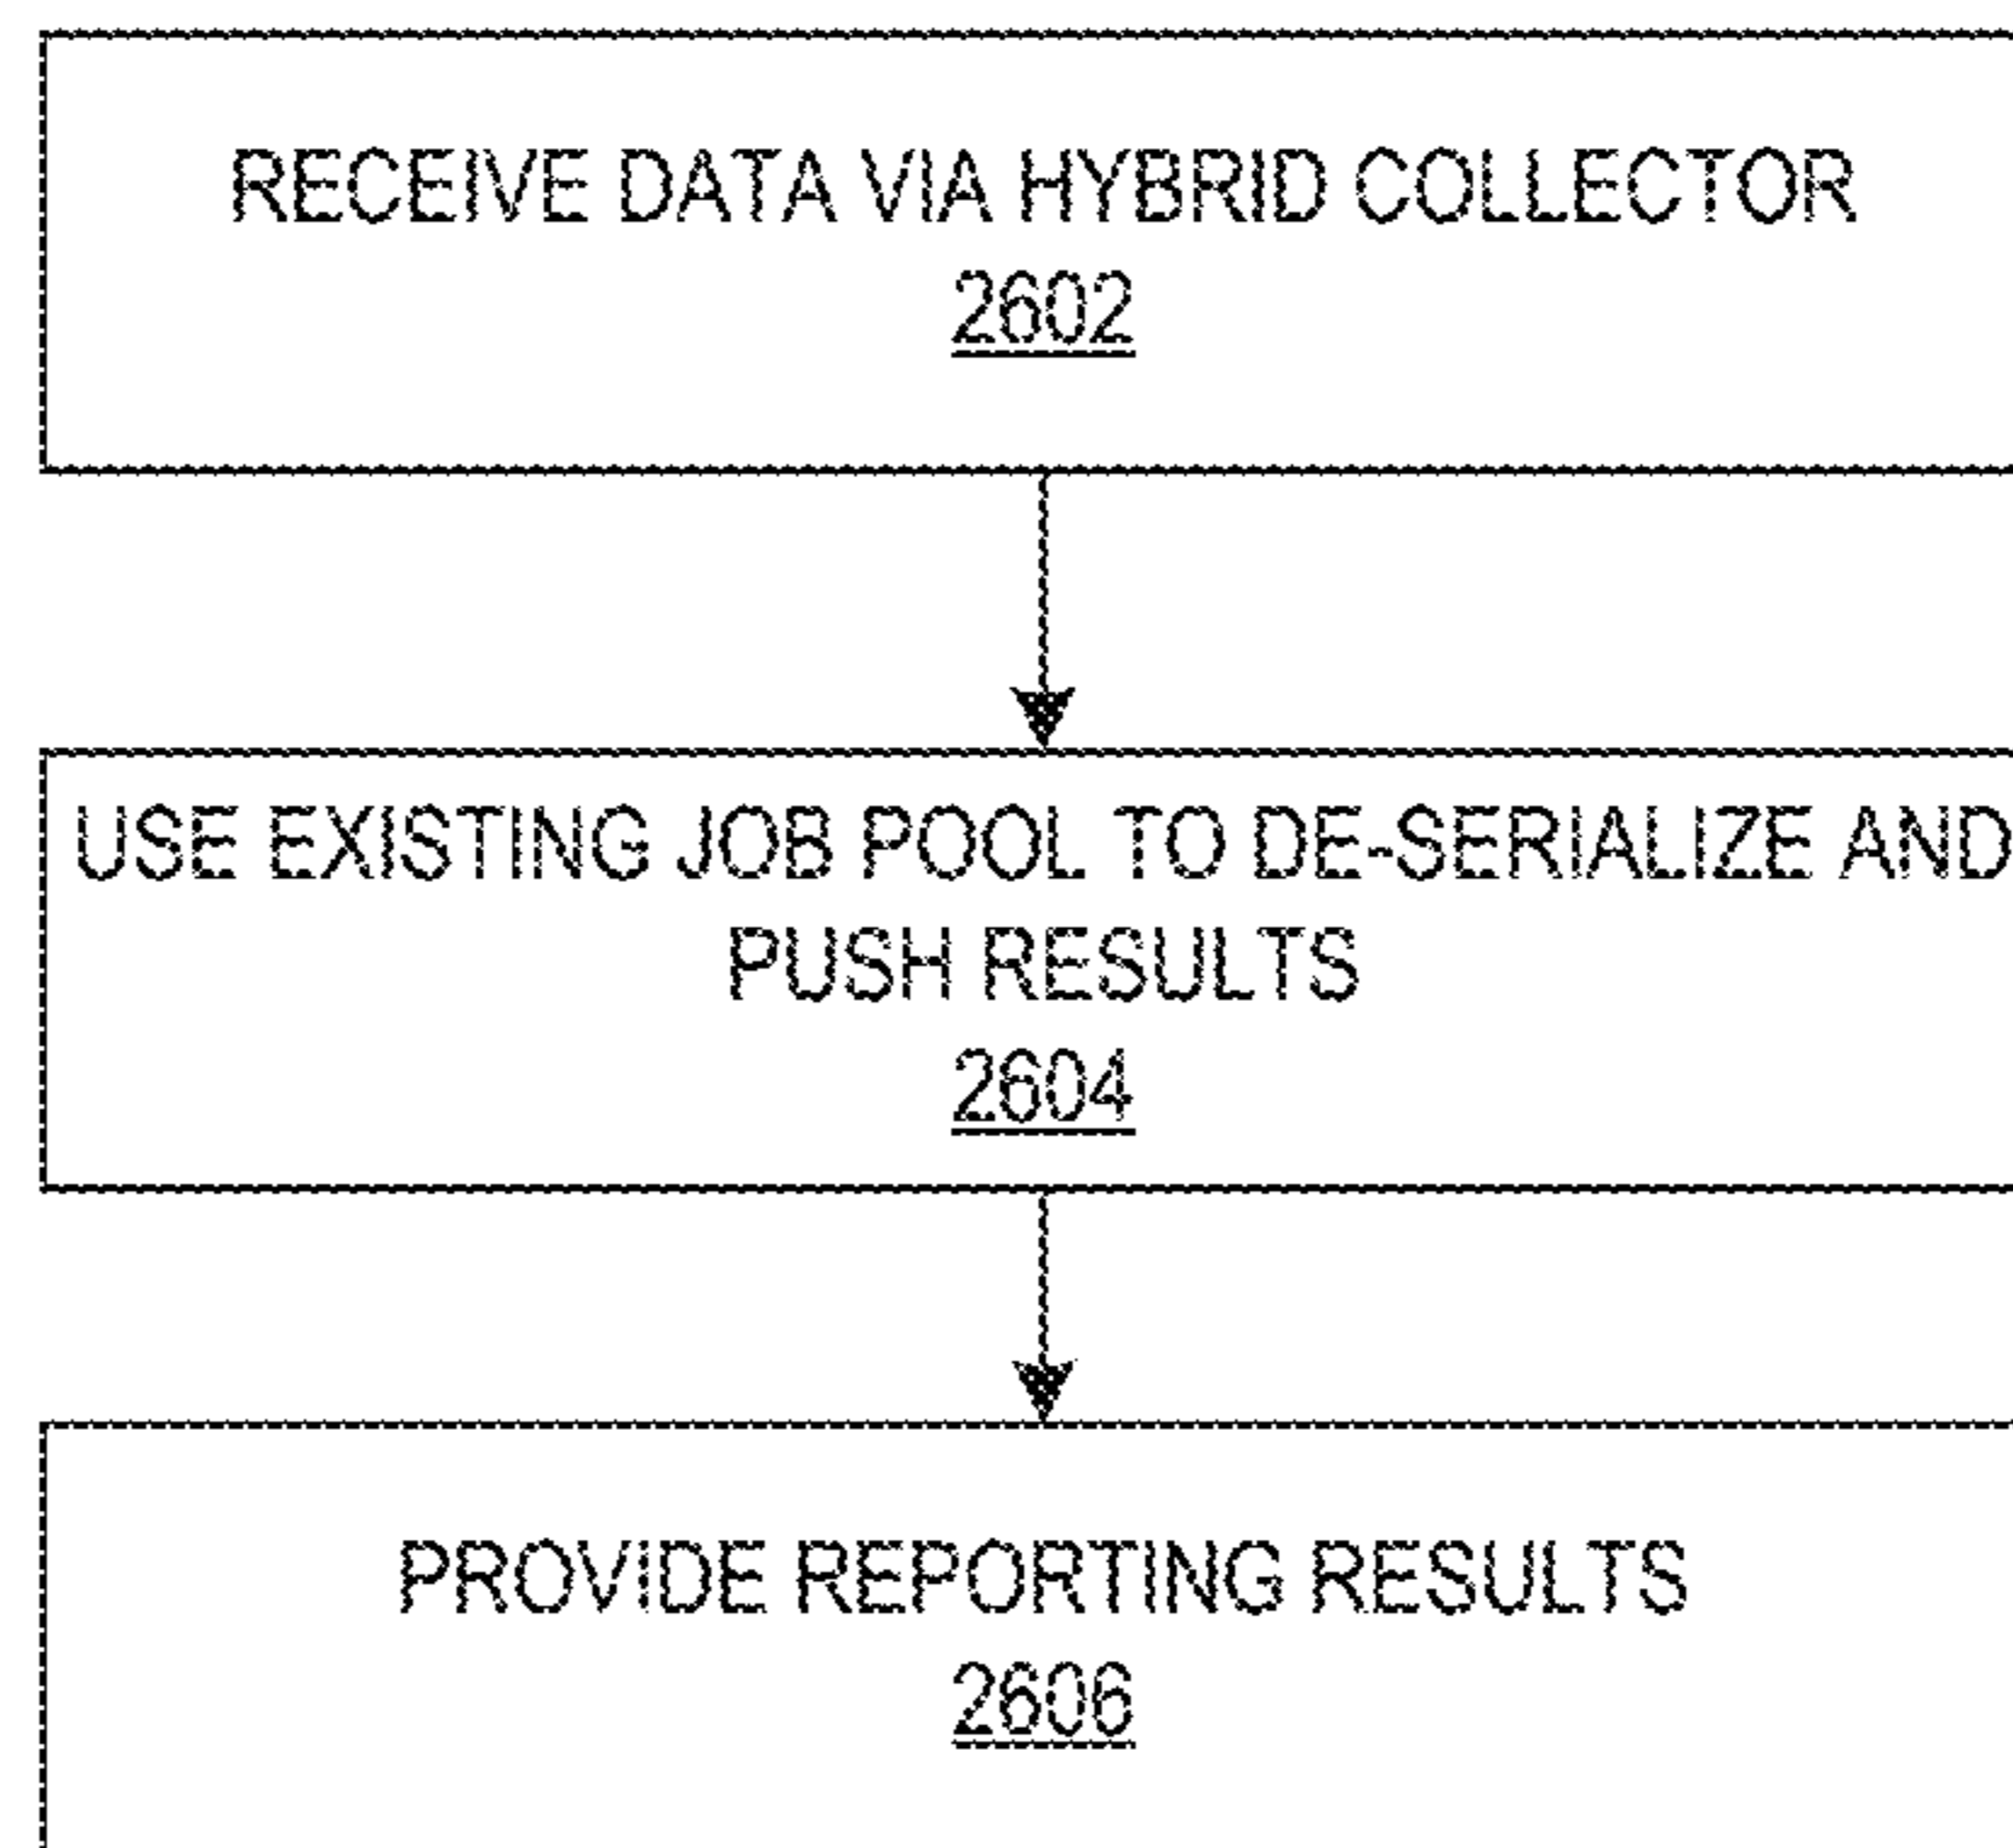 RECEIVE DATA VIA HYBRID COLLECTOR
2602
USE EXISTING JOB POOL TO DE-SERIALIZE AND
PUSH RESULTS
2604
PROVIDE REPORTING RESULTS
2606